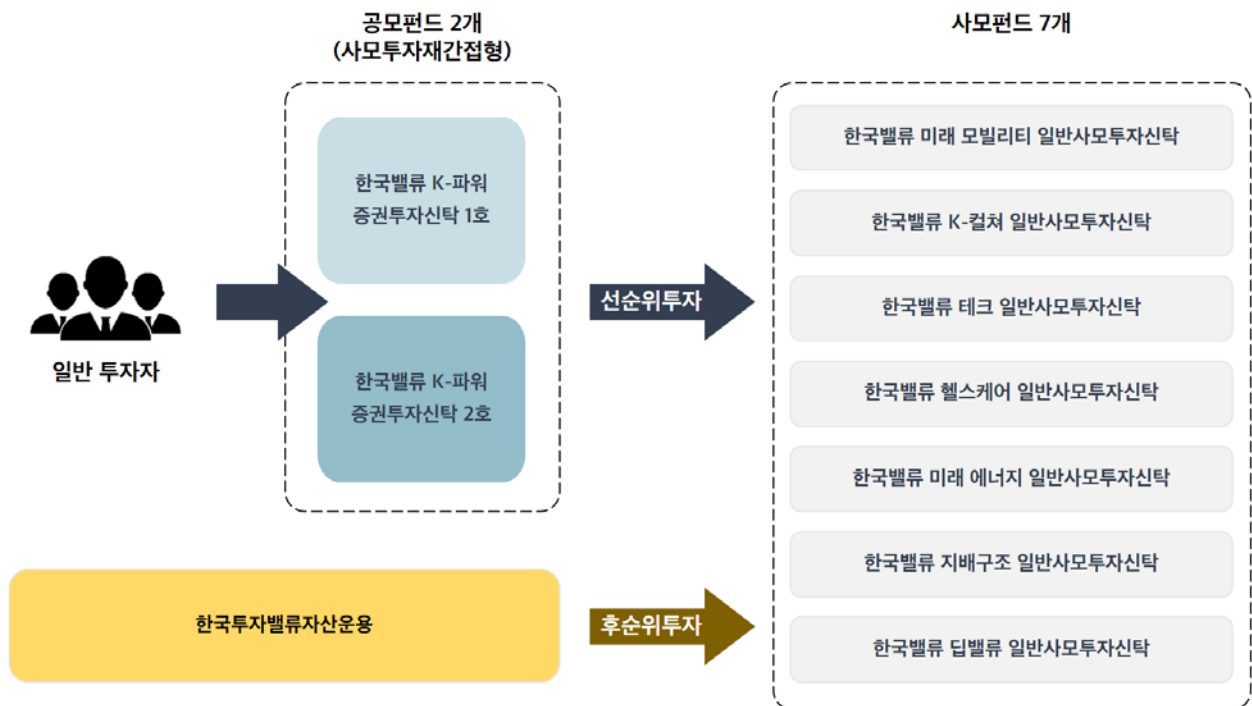 공모펀드 2개
(사모투자재간접형)
사모펀드 7개
한국밸류 K-파워
증권투자신탁 1호
한국밸류 K-파워
증권투자신탁 2호
일반 투자자
선순위투자
한국밸류 미래 모빌리티 일반사모투자신탁
한국밸류 K-컬쳐 일반사모투자신탁
한국밸류 테크 일반사모투자신탁
한국밸류 헬스케어 일반사모투자신탁
한국밸류 미래 에너지 일반사모투자신탁
한국밸류 지배구조 일반사모투자신탁
한국밸류 딥밸류 일반사모투자신탁
한국투자밸류자산운용
후순위투자